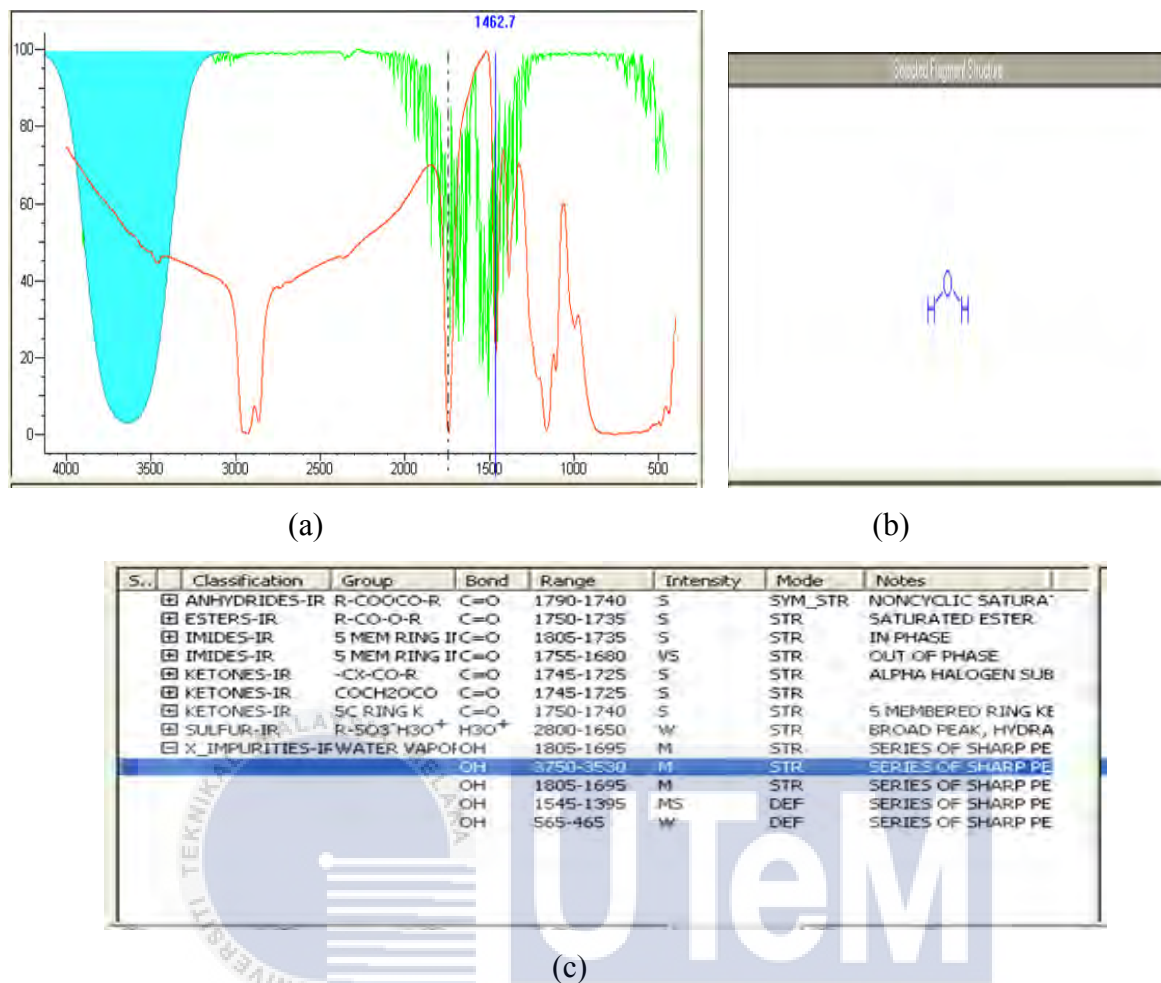 1462.7
100
80
60
40
20
0
4000 3500 3000 2500 2000 1500 1000 500
Selected Fragment Structure
O
H H
(a) (b)
S.. Classification Group Bond Range Intensity Mode Notes
ANHYDRIDES-IR R-COOCO-R C=O 1790-1740 S SYM_STR NONCYCLIC SATURA
ESTERS-IR R-CO-O-R C=O 1750-1735 S STR SATURATED ESTER
IMIDES-IR 5 MEM RING I C=O 1805-1735 S STR IN PHASE
IMIDES-IR 5 MEM RING I C=O 1755-1680 VS STR OUT OF PHASE
KETONES-IR -CX-CO-R C=O 1745-1725 S STR ALPHA HALOGEN SUB
KETONES-IR COCH2OCO C=O 1745-1725 S STR
KETONES-IR 5C RING K C=O 1750-1740 S STR 5 MEMBERED RING KE
SULFUR-IR R-SO3-H3O+ H3O+ 2800-1650 W STR BROAD PEAK, HYDRA
X_IMPURITIES-IR WATER VAPO OH 1805-1695 M STR SERIES OF SHARP PE
OH 3750-3530 M STR SERIES OF SHARP PE
OH 1805-1695 M STR SERIES OF SHARP PE
OH 1545-1395 MS DEF SERIES OF SHARP PE
OH 565-465 W DEF SERIES OF SHARP PE
UTeM
(c)